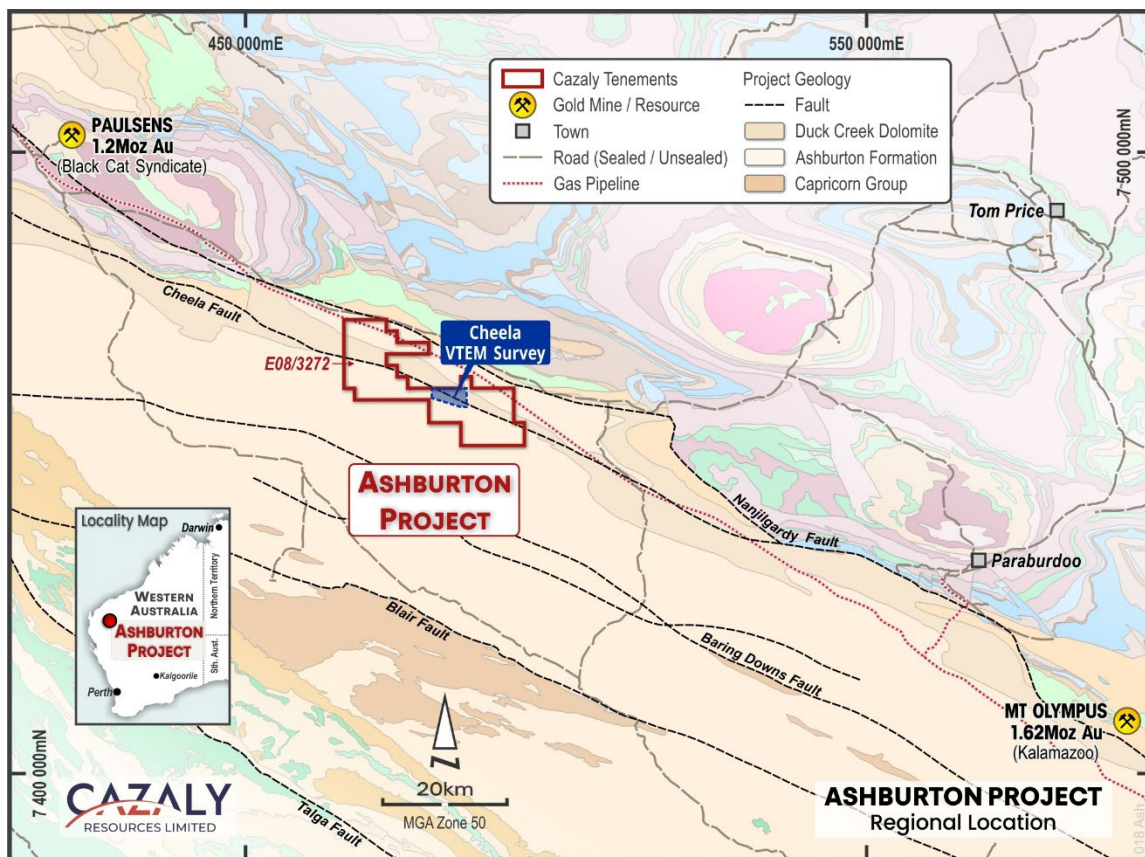 450 000mE
550 000mE
7 500 000mN
7 400 000mN
Cazaly Tenements
Gold Mine / Resource
Town
Road (Sealed / Unsealed)
Gas Pipeline
Project Geology
Fault
Duck Creek Dolomite
Ashburton Formation
Capricorn Group
PAULSENS
1.2Moz Au
(Black Cat Syndicate)
Tom Price
Cheela Fault
Cheela
VTEM Survey
E08/3272
ASHBURTON
PROJECT
Nanjilgardy Fault
Paraburdoo
Locality Map
Darwin
WESTERN
AUSTRALIA
Northern Territory
ASHBURTON
PROJECT
Sth. Aust.
Kalgoorlie
Perth
Blair Fault
Baring Downs Fault
MT OLYMPUS
1.62Moz Au
(Kalamazoo)
N
20km
MGA Zone 50
CAZALY
RESOURCES LIMITED
Talga Fault
ASHBURTON PROJECT
Regional Location
018 Ash